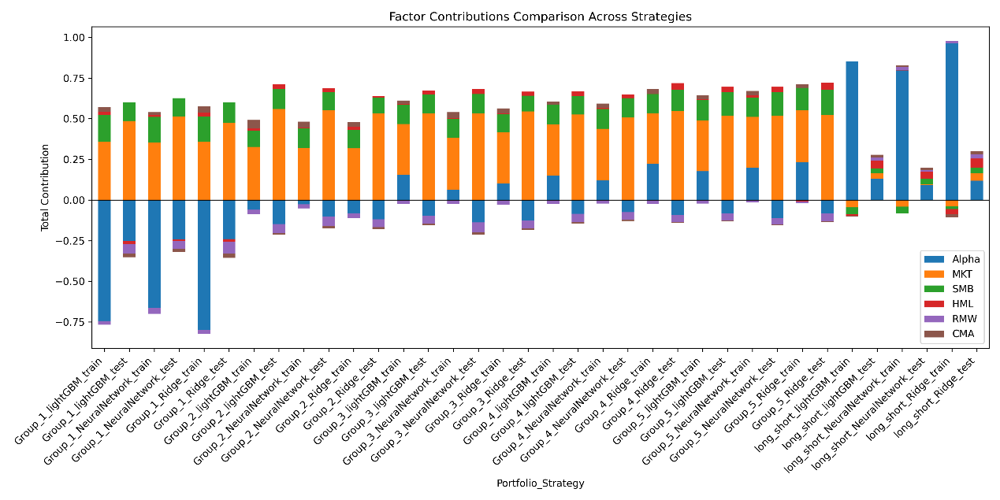 Factor Contributions Comparison Across Strategies
Total Contribution
1.00
0.75
0.50
0.25
0.00
−0.25
−0.50
−0.75
Alpha
MKT
SMB
HML
RMW
CMA
Group_1_lightGBM_train
Group_1_lightGBM_test
Group_1_NeuralNetwork_train
Group_1_NeuralNetwork_test
Group_1_Ridge_train
Group_1_Ridge_test
Group_2_lightGBM_train
Group_2_lightGBM_test
Group_2_NeuralNetwork_train
Group_2_NeuralNetwork_test
Group_2_Ridge_train
Group_2_Ridge_test
Group_3_lightGBM_train
Group_3_lightGBM_test
Group_3_NeuralNetwork_train
Group_3_NeuralNetwork_test
Group_3_Ridge_train
Group_3_Ridge_test
Group_4_lightGBM_train
Group_4_lightGBM_test
Group_4_NeuralNetwork_train
Group_4_NeuralNetwork_test
Group_4_Ridge_train
Group_4_Ridge_test
Group_5_lightGBM_train
Group_5_lightGBM_test
Group_5_NeuralNetwork_train
Group_5_NeuralNetwork_test
Group_5_Ridge_train
Group_5_Ridge_test
long_short_lightGBM_train
long_short_lightGBM_test
long_short_NeuralNetwork_train
long_short_NeuralNetwork_test
long_short_Ridge_train
long_short_Ridge_test
Portfolio_Strategy